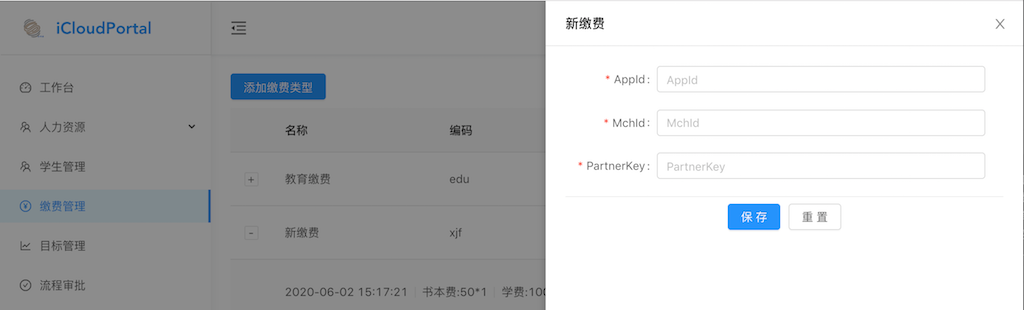 iCloudPortal
新缴费
工作台
添加缴费类型
* AppId: AppId
人力资源
名称 编码
* MchId: MchId
学生管理
教育缴费 edu
* PartnerKey: PartnerKey
缴费管理
保 存 重 置
新缴费 xjf
目标管理
流程审批
2020-06-02 15:17:21 书本费:50*1 学费:10